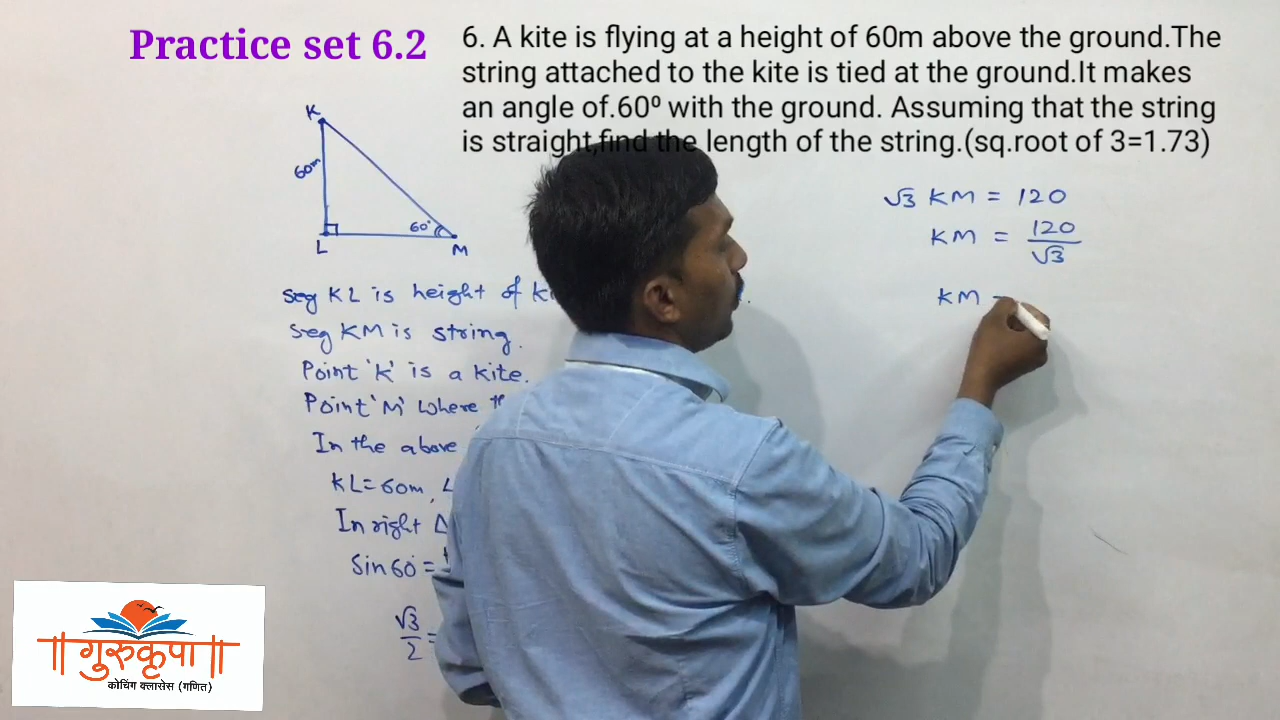 Practice set 6.2
6. A kite is flying at a height of 60m above the ground.The
string attached to the kite is tied at the ground.It makes
an angle of.60º with the ground. Assuming that the string
is straight,find the length of the string.(sq.root of 3=1.73)
K
60m
60°
L
M
seg KL is height of
seg KM is string.
Point 'K' is a kite.
Point 'M' where
In the above
KL=60m,
In right Δ
Sin60=
√3/2 =
√3 KM = 120
KM = 120/√3
KM =
||गुरुकृपा||
कोचिंग क्लासेस (गणित)